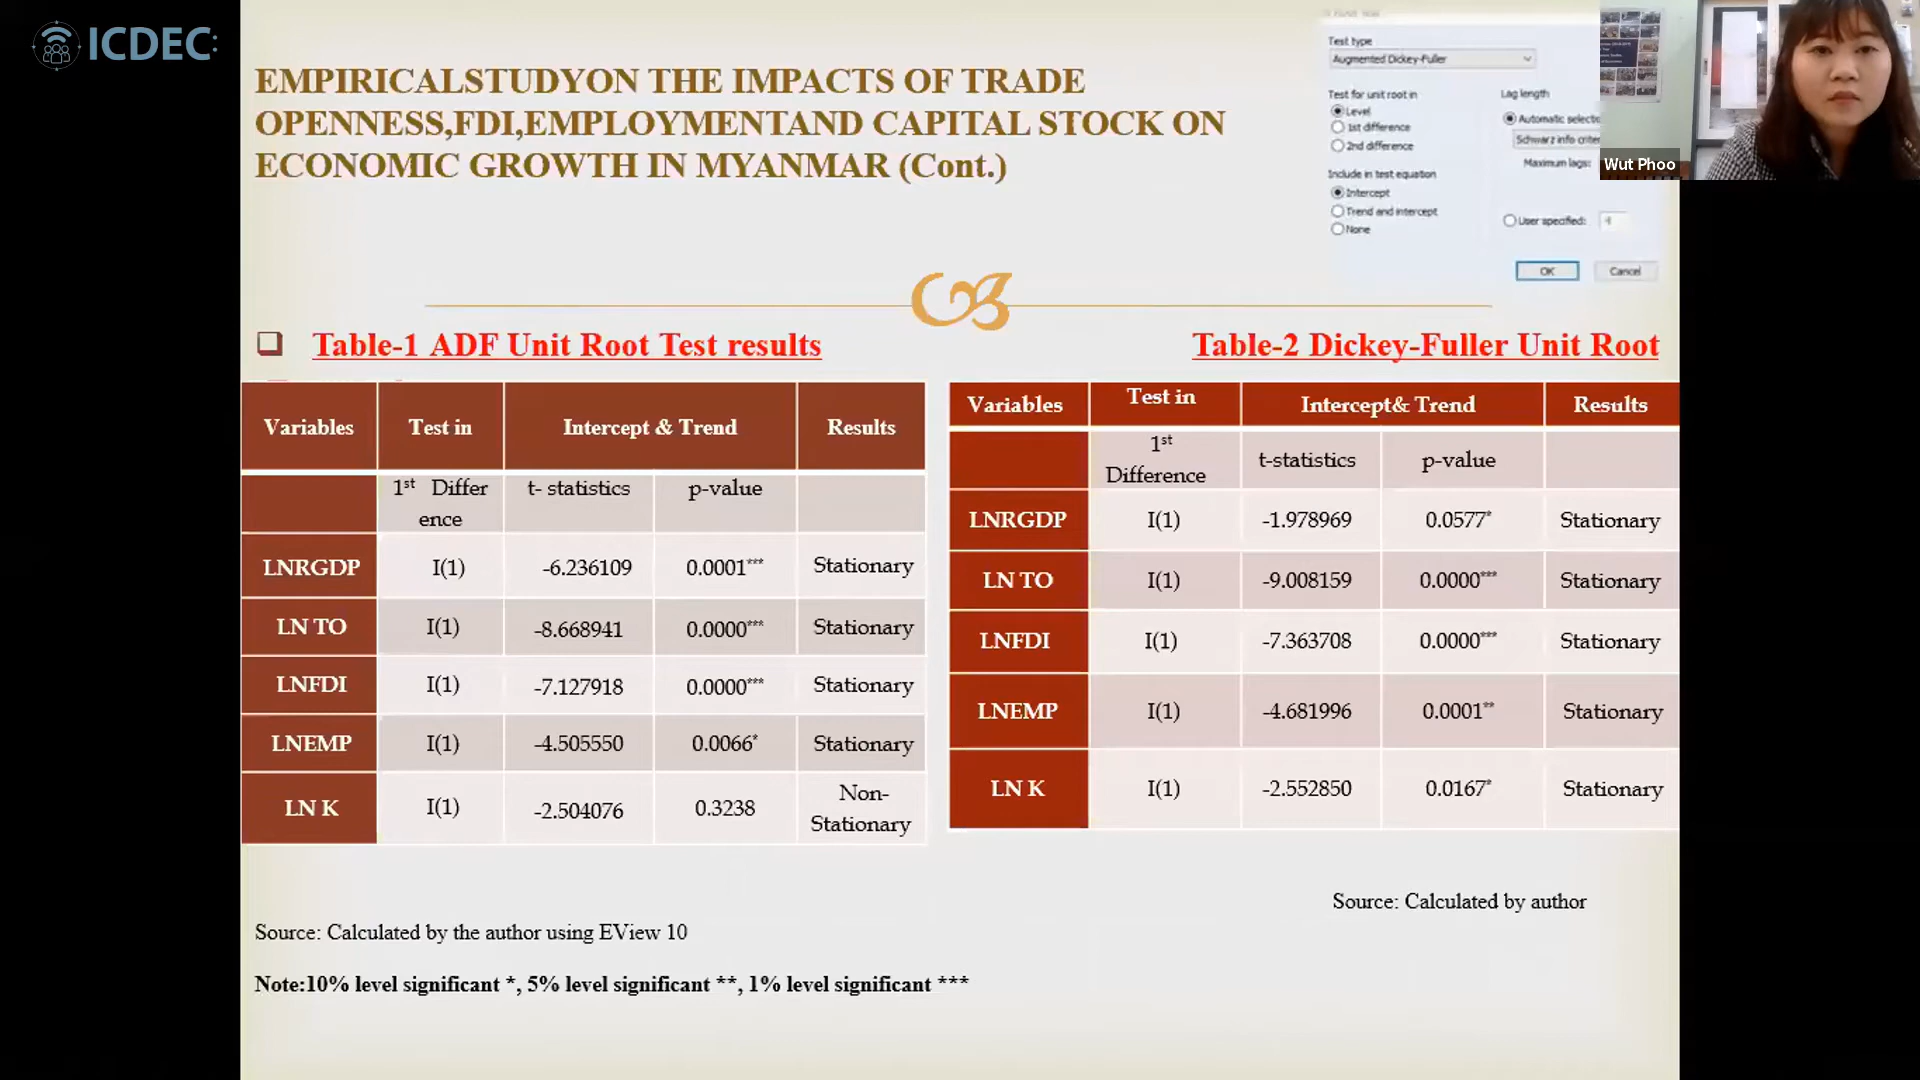 ICDEC:
EMPIRICALSTUDYON THE IMPACTS OF TRADE
OPENNESS,FDI,EMPLOYMENTAND CAPITAL STOCK ON
ECONOMIC GROWTH IN MYANMAR (Cont.)
Test type
Augmented Dickey-Fuller
Test for unit root in
Level
1st difference
2nd difference
Include in test equation
Intercept
Trend and intercept
None
Lag length
Automatic selectio
Schwarz info criter
Maximum lags:
User specified: 4
OK Cancel
Wut Phoo
Table-1 ADF Unit Root Test results
Table-2 Dickey-Fuller Unit Root
Variables Test in Intercept & Trend Results
1st Differ t- statistics p-value
ence
LNRGDP I(1) -6.236109 0.0001*** Stationary
LN TO I(1) -8.668941 0.0000*** Stationary
LNFDI I(1) -7.127918 0.0000*** Stationary
LNEMP I(1) -4.505550 0.0066* Stationary
LN K I(1) -2.504076 0.3238 Non-
Stationary
Variables Test in Intercept& Trend Results
1st t-statistics p-value
Difference
LNRGDP I(1) -1.978969 0.0577* Stationary
LN TO I(1) -9.008159 0.0000*** Stationary
LNFDI I(1) -7.363708 0.0000*** Stationary
LNEMP I(1) -4.681996 0.0001** Stationary
LN K I(1) -2.552850 0.0167* Stationary
Source: Calculated by author
Source: Calculated by the author using EView 10
Note:10% level significant *, 5% level significant **, 1% level significant ***